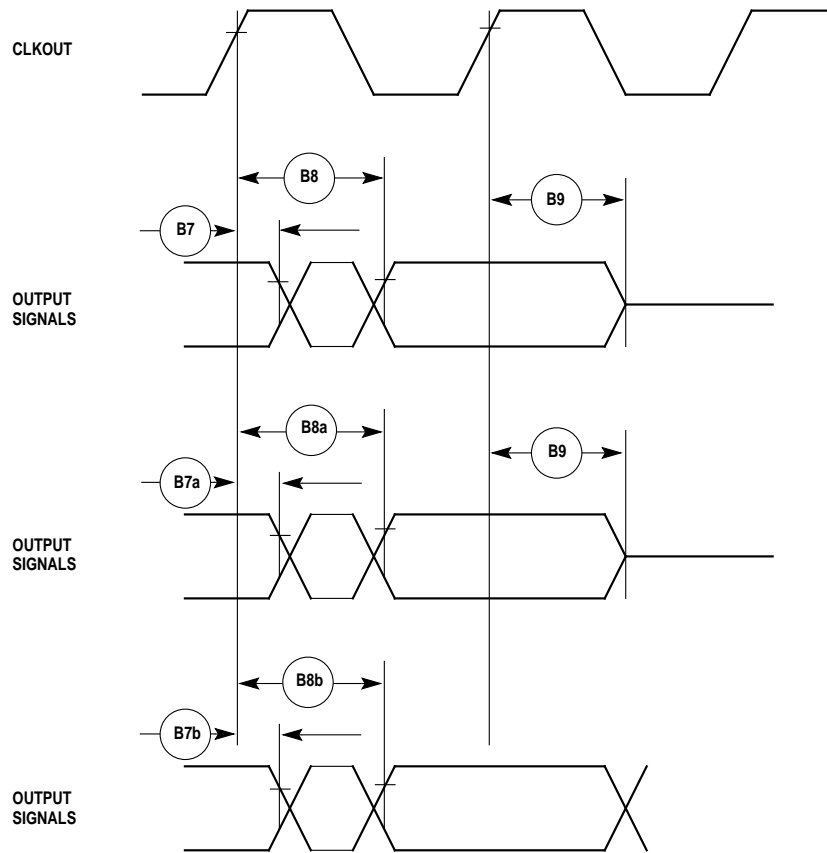 CLKOUT
B8
B9
B7
OUTPUT
SIGNALS
B8a
B9
B7a
OUTPUT
SIGNALS
B8b
B7b
OUTPUT
SIGNALS